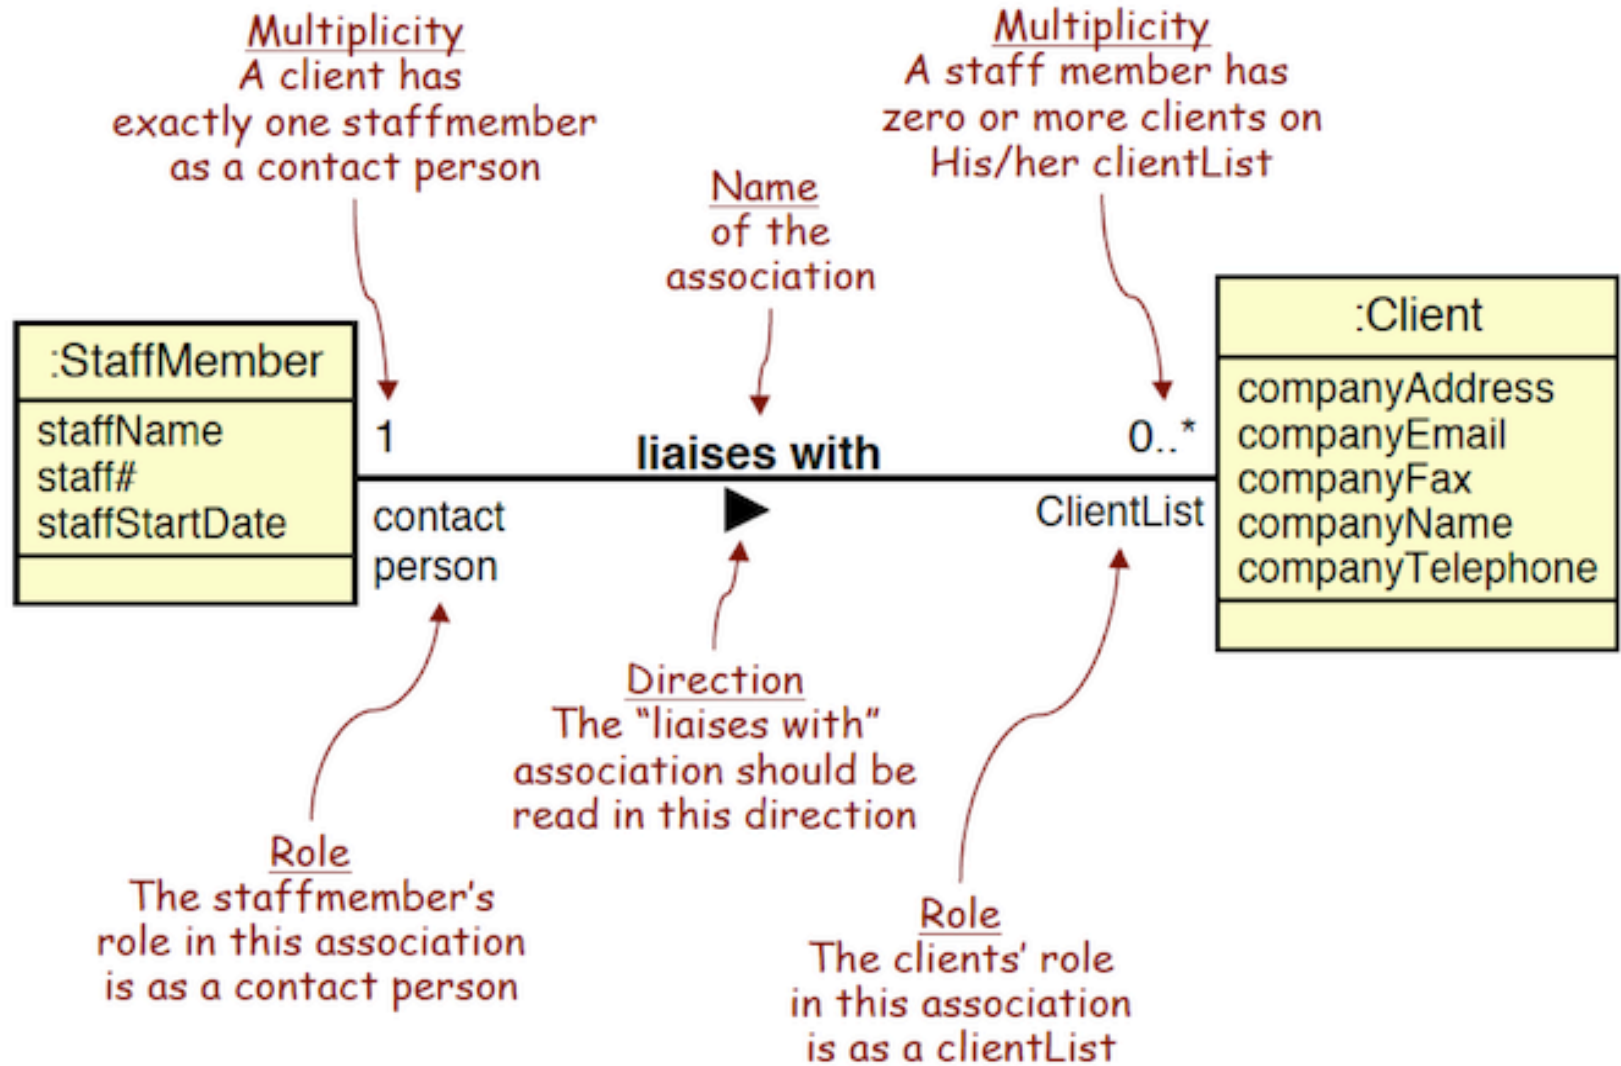 Multiplicity
A client has
exactly one staffmember
as a contact person
Multiplicity
A staff member has
zero or more clients on
His/her clientList
Name
of the
association
:StaffMember
staffName
staff#
staffStartDate
1
contact
person
liaises with
0..*
ClientList
:Client
companyAddress
companyEmail
companyFax
companyName
companyTelephone
Direction
The “liaises with”
association should be
read in this direction
Role
The staffmember's
role in this association
is as a contact person
Role
The clients' role
in this association
is as a clientList